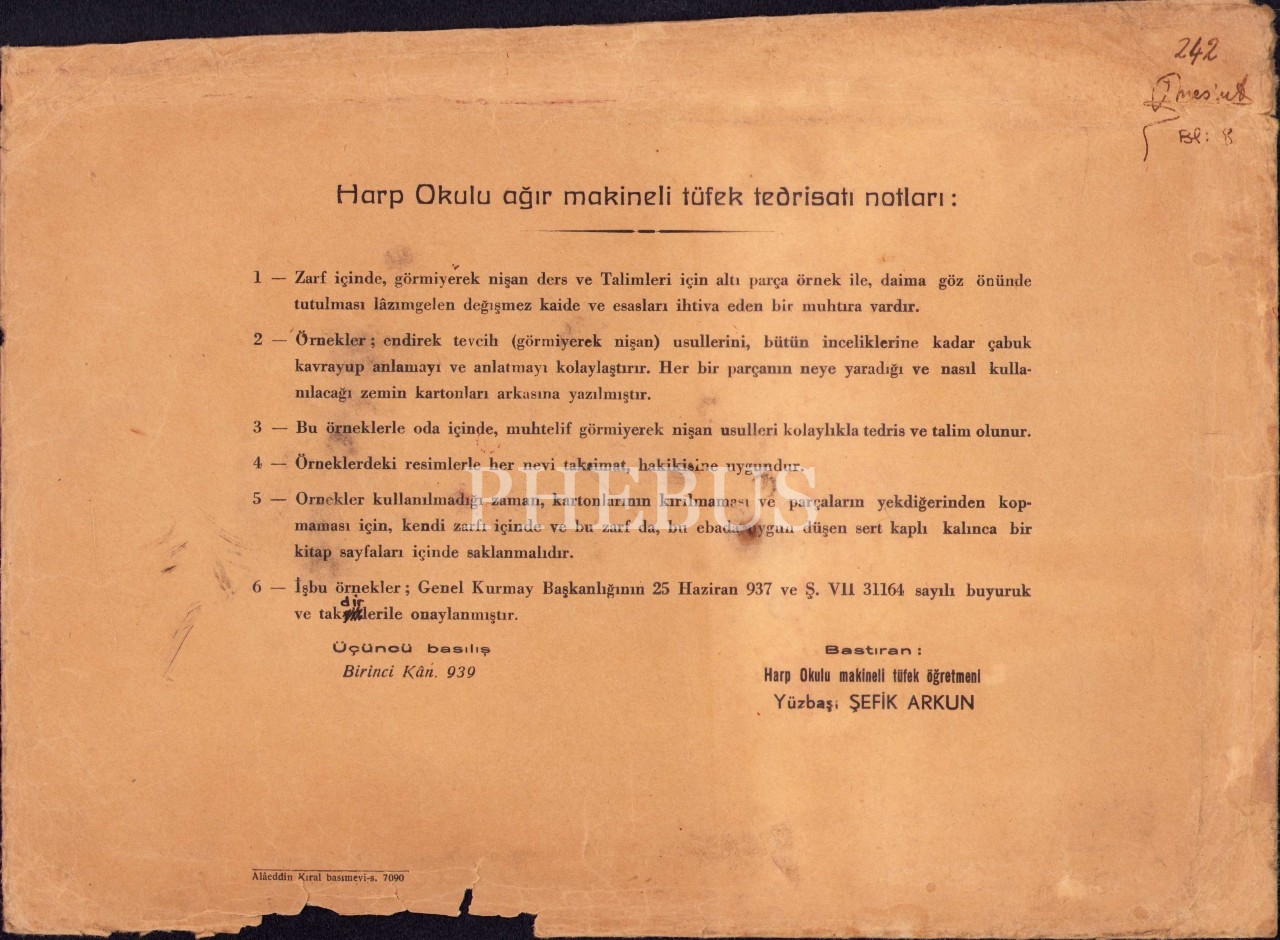 242
Bl: 8
Harp Okulu ağır makineli tüfek tedrisatı notları :
1 — Zarf içinde, görmiyerek nişan ders ve Talimleri için altı parça örnek ile, daima göz önünde
tutulması lâzımgelen değişmez kaide ve esasları ihtiva eden bir muhtıra vardır.
2 — Örnekler ; endirek tevcih (görmiyerek nişan) usullerini, bütün inceliklerine kadar çabuk
kavrayup anlamayı ve anlatmayı kolaylaştırır. Her bir parçanın neye yaradığı ve nasıl kulla-
nılacağı zemin kartonları arkasına yazılmıştır.
3 — Bu örneklerle oda içinde, muhtelif görmiyerek nişan usulleri kolaylıkla tedris ve talim olunur.
4 — Örneklerdeki resimlerle her nevi taksimat, hakikisine uygundur.
PHEBUS
5 — Ornekler kullanılmadığı zaman, kartonlarının kırılmaması ve parçaların yekdiğerinden kop-
maması için, kendi zarfı içinde ve bu zarf da, bu ebada uygun düşen sert kaplı kalınca bir
kitap sayfaları içinde saklanmalıdır.
6 — İşbu örnekler ; Genel Kurmay Başkanlığının 25 Haziran 937 ve Ş. VII 31164 sayılı buyuruk
ve takdirlerile onaylanmıştır.
Üçüncü basılış
Birinci Kân. 939
Bastıran :
Harp Okulu makineli tüfek öğretmeni
Yüzbaşı ŞEFİK ARKUN
Alâeddin Kıral basımevi-s. 7090